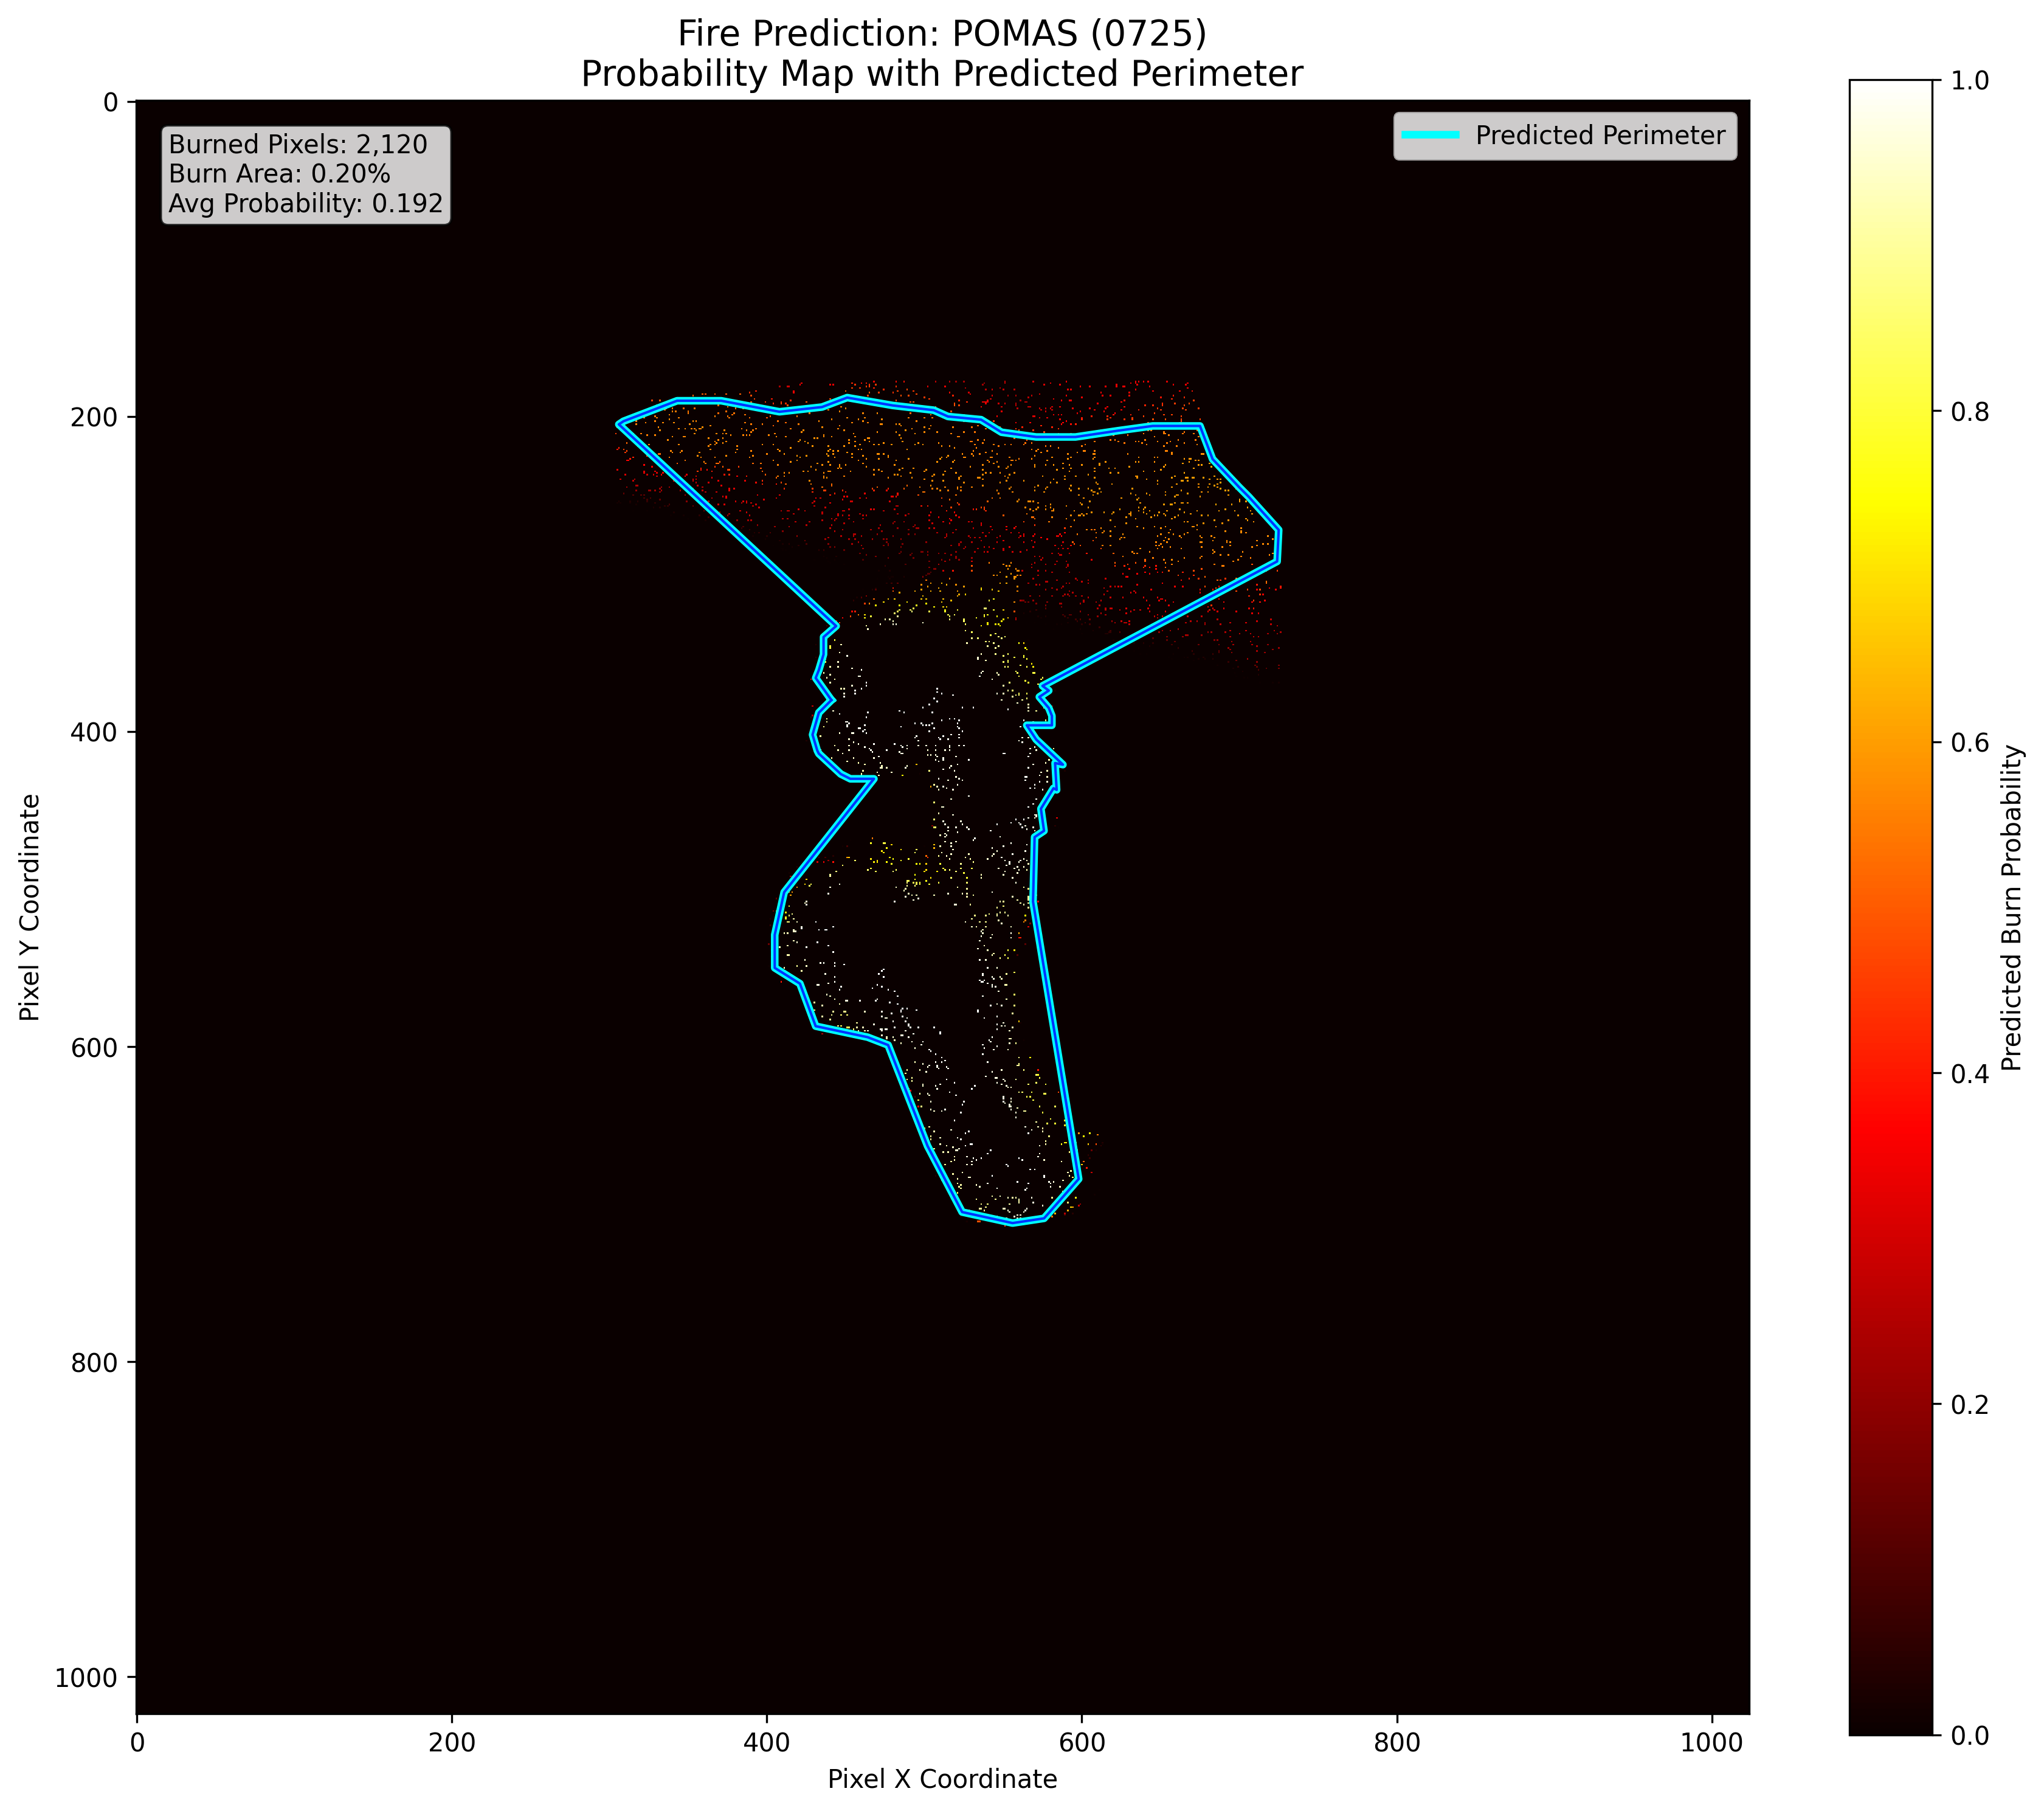 Fire Prediction: POMAS (0725)
Probability Map with Predicted Perimeter
Burned Pixels: 2,120
Burn Area: 0.20%
Avg Probability: 0.192
Predicted Perimeter
Pixel Y Coordinate
0
200
400
600
800
1000
0
200
400
600
800
1000
Pixel X Coordinate
1.0
0.8
0.6
0.4
0.2
0.0
Predicted Burn Probability